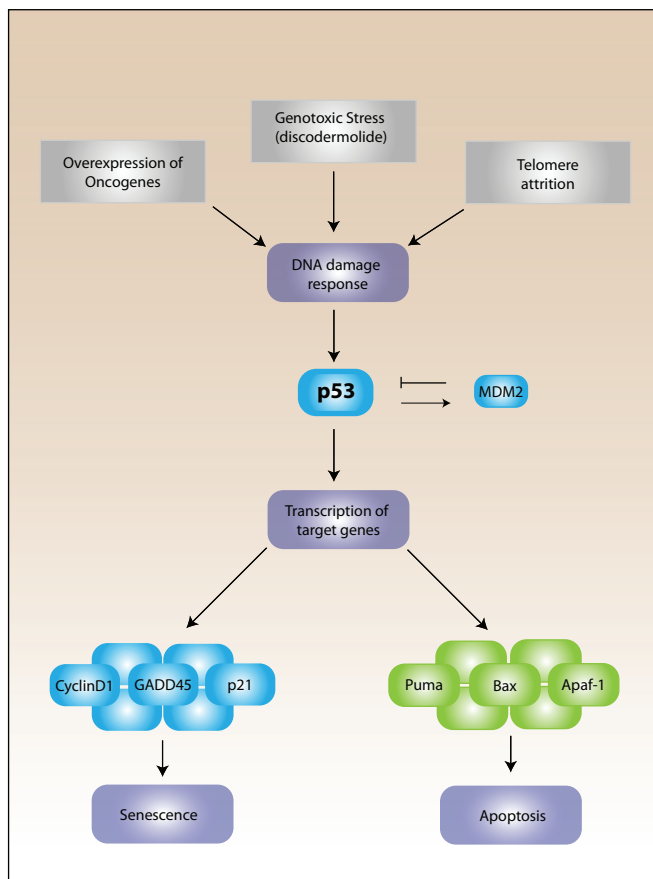 Genotoxic Stress
(discodermolide)
Overexpression of
Oncogenes
Telomere
attrition
DNA damage
response
p53
MDM2
Transcription of
target genes
CyclinD1
GADD45
p21
Puma
Bax
Apaf-1
Senescence
Apoptosis